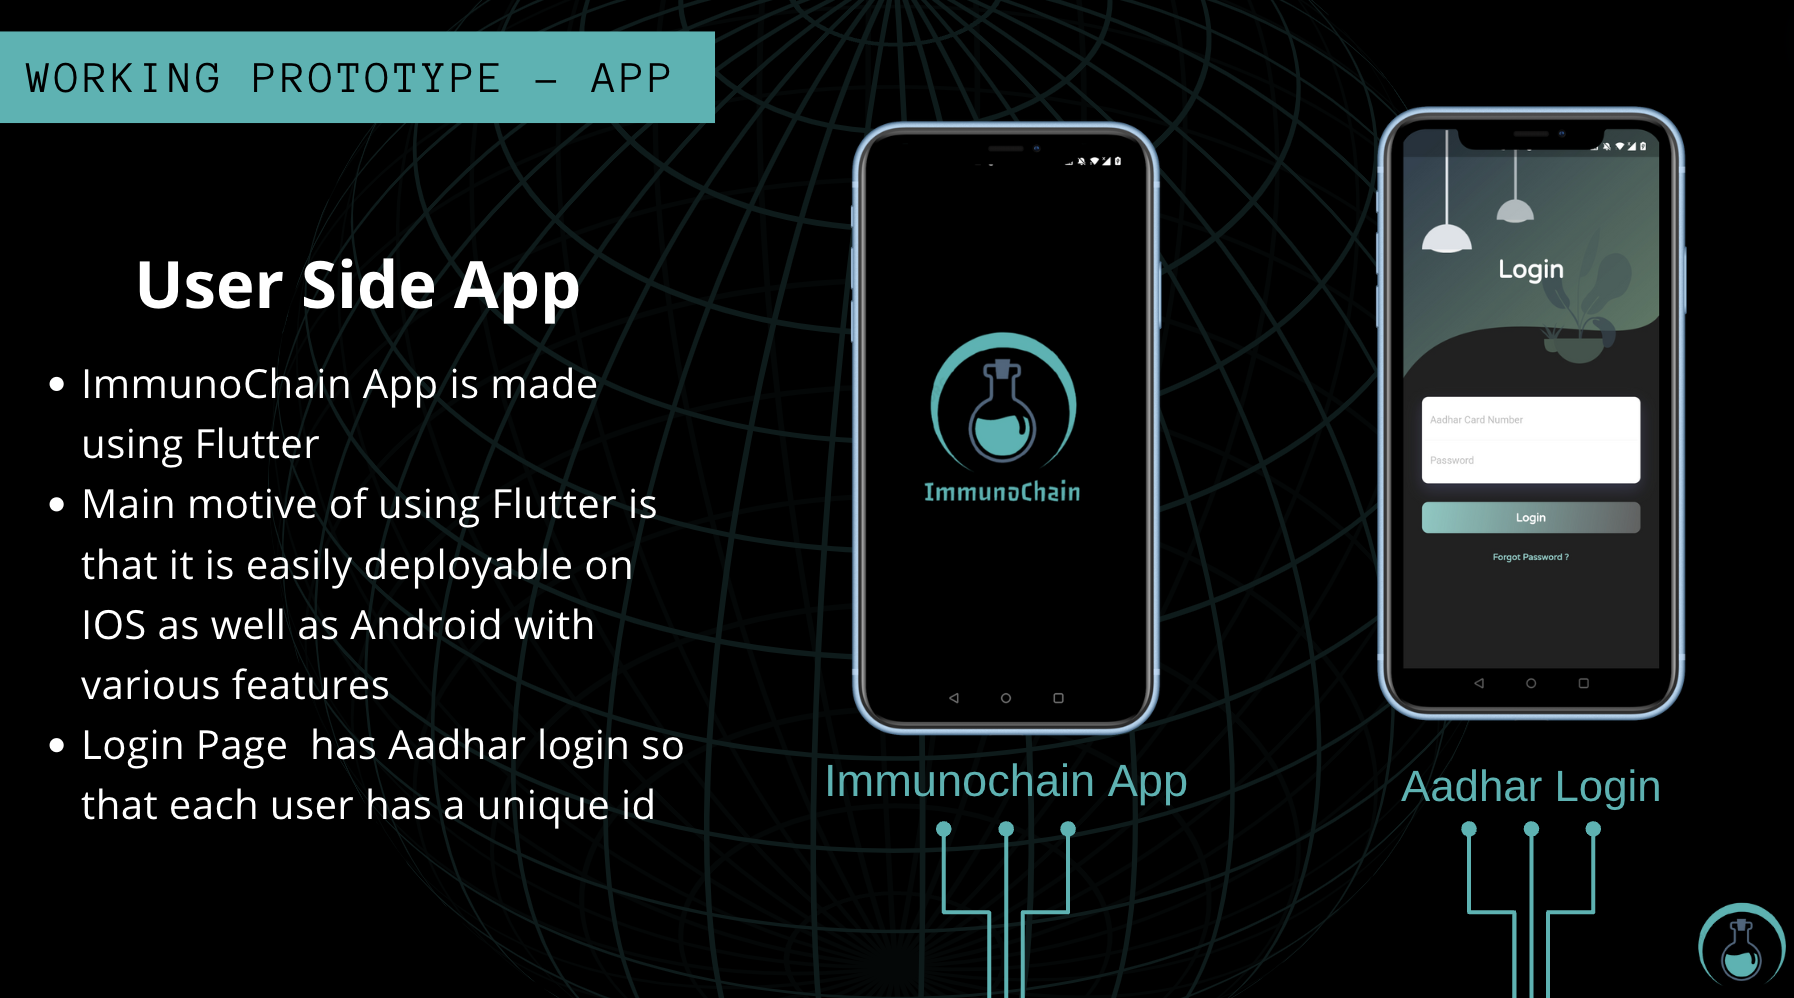 WORKING PROTOTYPE – APP
User Side App
• ImmunoChain App is made
using Flutter
• Main motive of using Flutter is
that it is easily deployable on
IOS as well as Android with
various features
• Login Page  has Aadhar login so
that each user has a unique id
ImmunoChain
Immunochain App
Login
Aadhar Card Number
Password
Login
Forgot Password ?
Aadhar Login